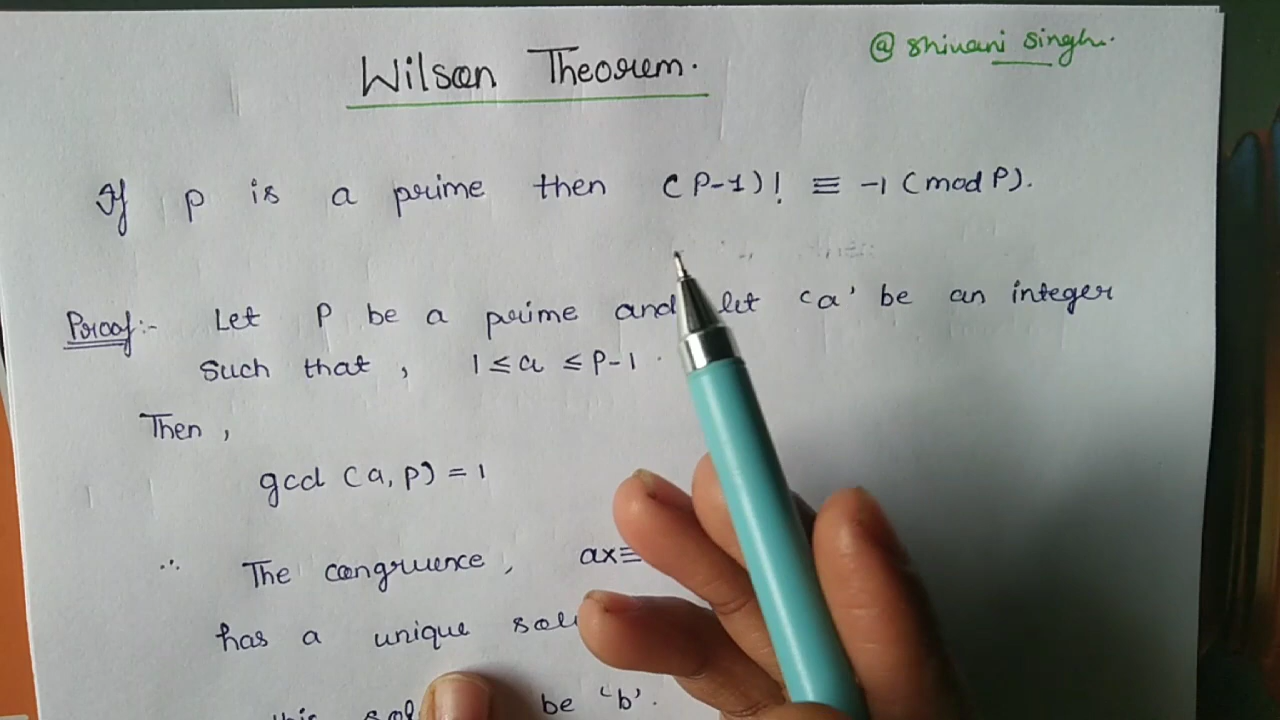 @ Shivani Singh.
Wilson Theorem.
If p is a prime then (P-1)! ≡ -1 (mod P).
Proof:- Let P be a prime and let 'a' be an integer
Such that , 1 ≤ a ≤ P-1 .
Then ,
gcd (a, p) = 1
∴ The congruence , ax≡
has a unique
be 'b'.